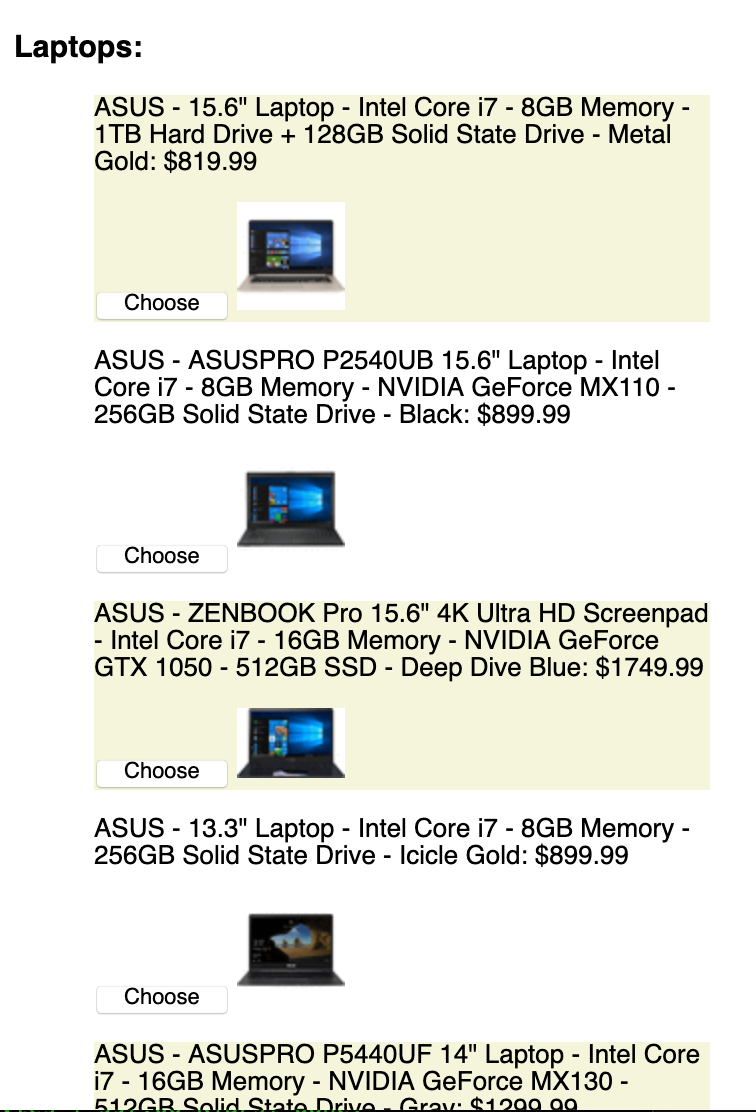 Laptops:
ASUS - 15.6" Laptop - Intel Core i7 - 8GB Memory -
1TB Hard Drive + 128GB Solid State Drive - Metal
Gold: $819.99
Choose
ASUS - ASUSPRO P2540UB 15.6" Laptop - Intel
Core i7 - 8GB Memory - NVIDIA GeForce MX110 -
256GB Solid State Drive - Black: $899.99
Choose
ASUS - ZENBOOK Pro 15.6" 4K Ultra HD Screenpad
- Intel Core i7 - 16GB Memory - NVIDIA GeForce
GTX 1050 - 512GB SSD - Deep Dive Blue: $1749.99
Choose
ASUS - 13.3" Laptop - Intel Core i7 - 8GB Memory -
256GB Solid State Drive - Icicle Gold: $899.99
Choose
ASUS - ASUSPRO P5440UF 14" Laptop - Intel Core
i7 - 16GB Memory - NVIDIA GeForce MX130 -
512GB Solid State Drive - Gray: $1299.99